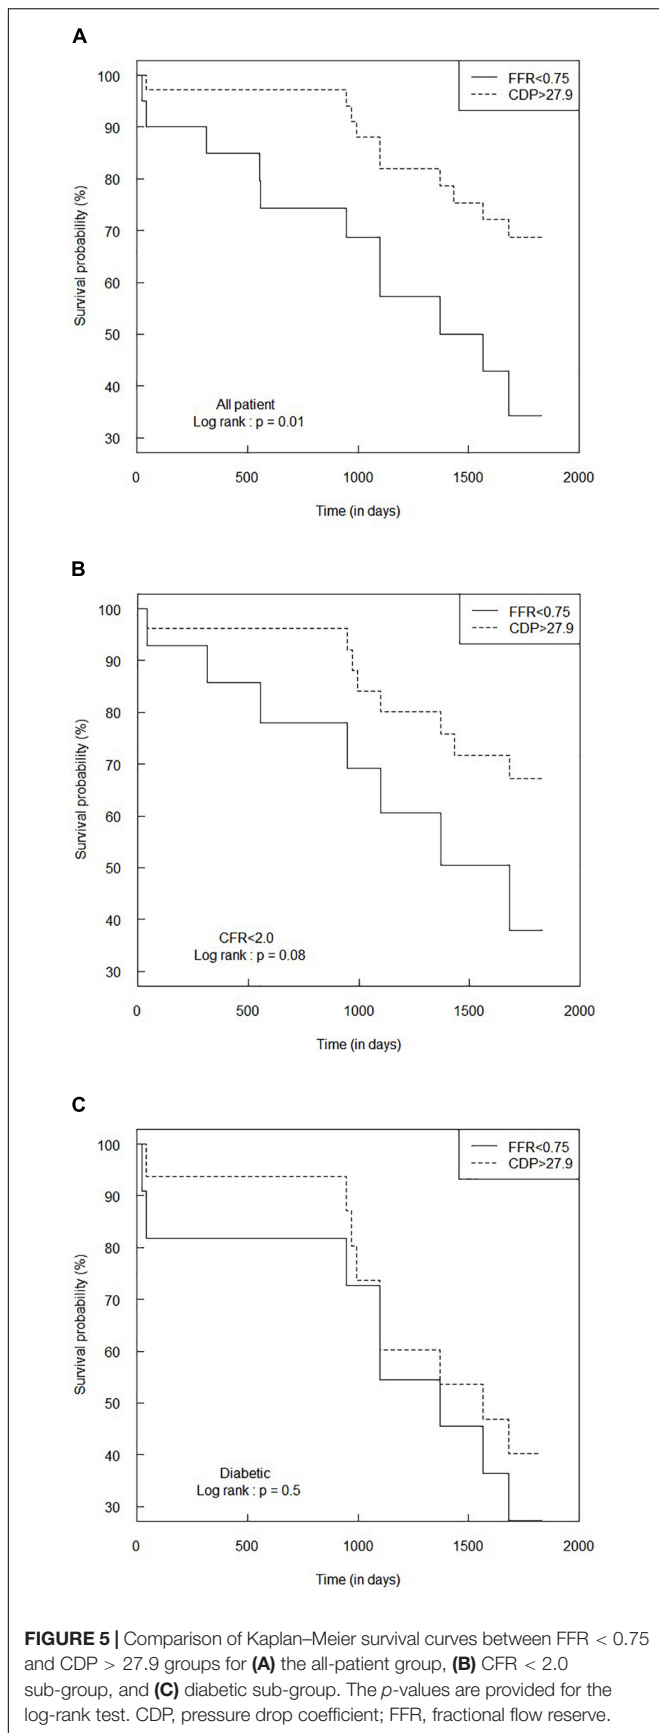 A
100
90
80
70
60
50
40
30
Survival probability (%)
FFR<0.75
CDP>27.9
All patient
Log rank : p = 0.01
0 500 1000 1500 2000
Time (in days)
B
100
90
80
70
60
50
40
30
Survival probability (%)
FFR<0.75
CDP>27.9
CFR<2.0
Log rank : p = 0.08
0 500 1000 1500 2000
Time (in days)
C
100
90
80
70
60
50
40
30
Survival probability (%)
FFR<0.75
CDP>27.9
Diabetic
Log rank : p = 0.5
0 500 1000 1500 2000
Time (in days)
FIGURE 5 | Comparison of Kaplan–Meier survival curves between FFR < 0.75
and CDP > 27.9 groups for (A) the all-patient group, (B) CFR < 2.0
sub-group, and (C) diabetic sub-group. The p-values are provided for the
log-rank test. CDP, pressure drop coefficient; FFR, fractional flow reserve.